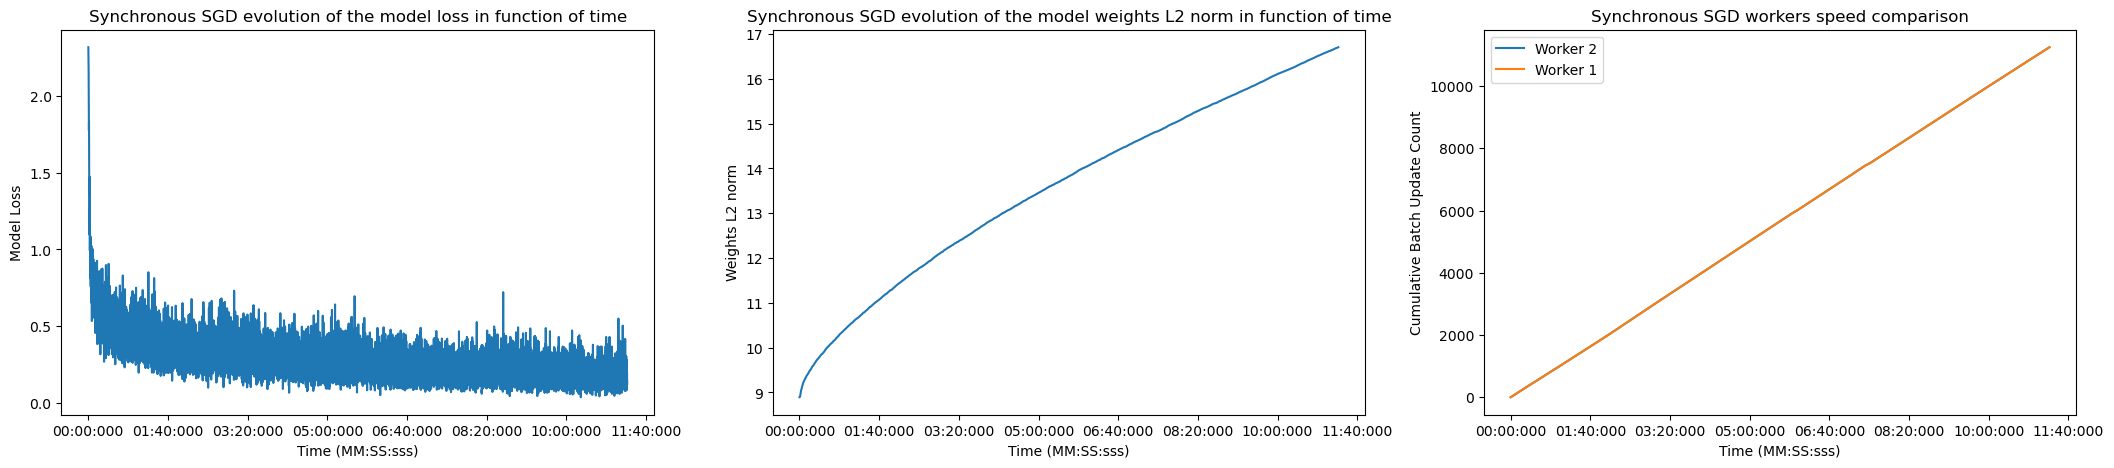 Synchronous SGD evolution of the model loss in function of time
Model Loss
2.0
1.5
1.0
0.5
0.0
00:00:000 01:40:000 03:20:000 05:00:000 06:40:000 08:20:000 10:00:000 11:40:000
Time (MM:SS:sss)
Synchronous SGD evolution of the model weights L2 norm in function of time
Weights L2 norm
17
16
15
14
13
12
11
10
9
00:00:000 01:40:000 03:20:000 05:00:000 06:40:000 08:20:000 10:00:000 11:40:000
Time (MM:SS:sss)
Synchronous SGD workers speed comparison
Worker 2
Worker 1
Cumulative Batch Update Count
10000
8000
6000
4000
2000
0
00:00:000 01:40:000 03:20:000 05:00:000 06:40:000 08:20:000 10:00:000 11:40:000
Time (MM:SS:sss)